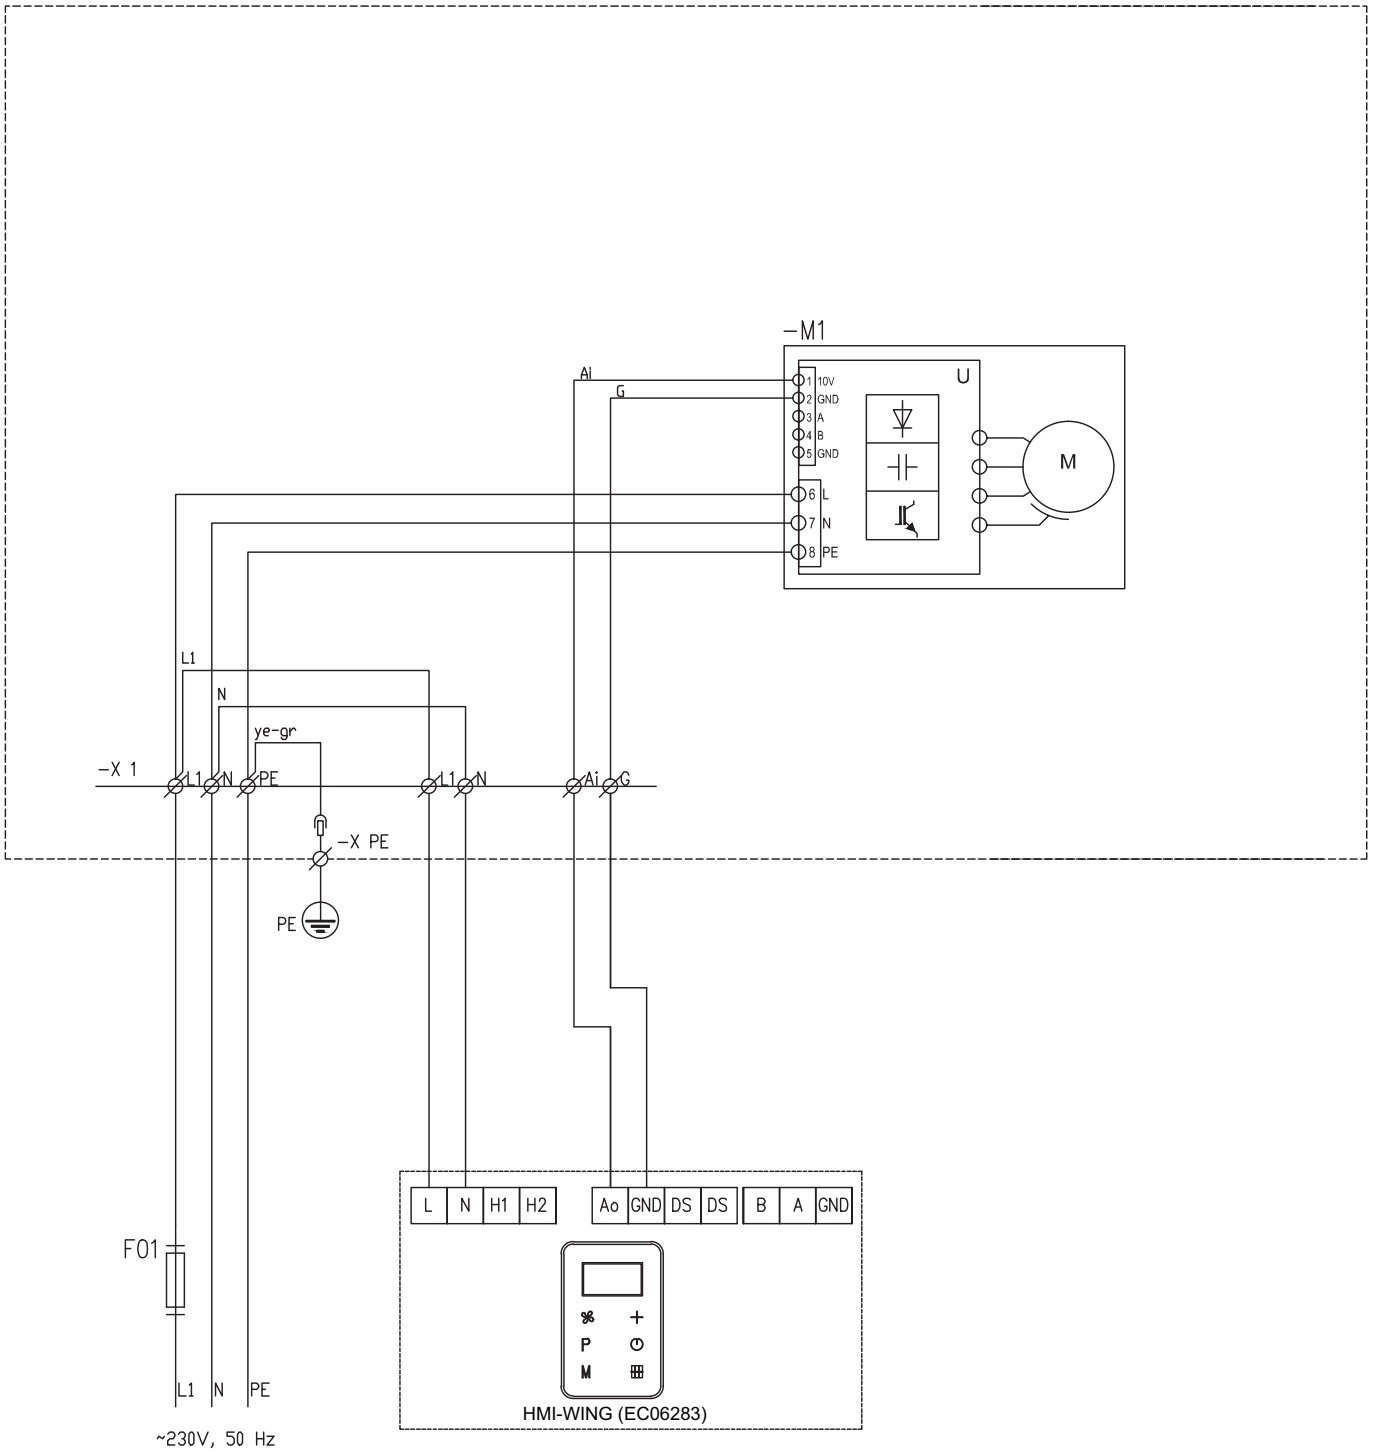 -M1
Ai
G
U
1 10V
2 GND
3 A
4 B
5 GND
M
6 L
7 N
8 PE
L1
N
ye-gr
-X 1
L1 N PE L1 N Ai G
-X PE
PE
L N H1 H2 Ao GND DS DS B A GND
F01
P
M
L1 N PE
HMI-WING (EC06283)
~230V, 50 Hz